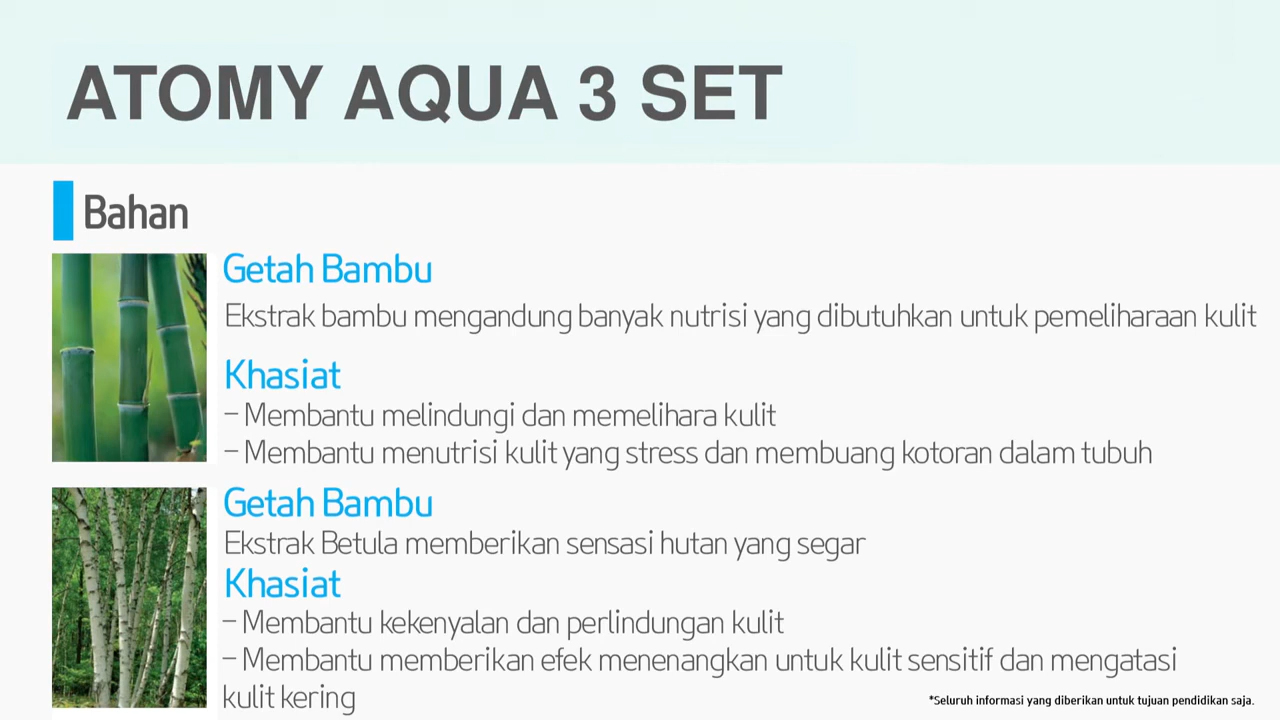 ATOMY AQUA 3 SET
Bahan
Getah Bambu
Ekstrak bambu mengandung banyak nutrisi yang dibutuhkan untuk pemeliharaan kulit
Khasiat
– Membantu melindungi dan memelihara kulit
– Membantu menutrisi kulit yang stress dan membuang kotoran dalam tubuh
Getah Bambu
Ekstrak Betula memberikan sensasi hutan yang segar
Khasiat
– Membantu kekenyalan dan perlindungan kulit
– Membantu memberikan efek menenangkan untuk kulit sensitif dan mengatasi
kulit kering
*Seluruh informasi yang diberikan untuk tujuan pendidikan saja.